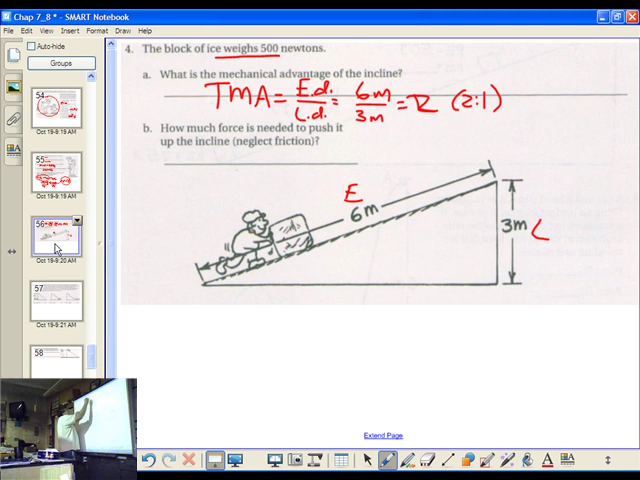 Chap 7_8 * - SMART Notebook
File Edit View Insert Format Draw Help
Auto-hide
Groups
54
Oct 19-9:19 AM
55
Oct 19-9:19 AM
56
Oct 19-9:20 AM
57
Oct 19-9:21 AM
58
4. The block of ice weighs 500 newtons.
a. What is the mechanical advantage of the incline?
TMA = E.d. / L.d. = 6m / 3m = 2 (2:1)
b. How much force is needed to push it
up the incline (neglect friction)?
E
6m
3m L
Extend Page